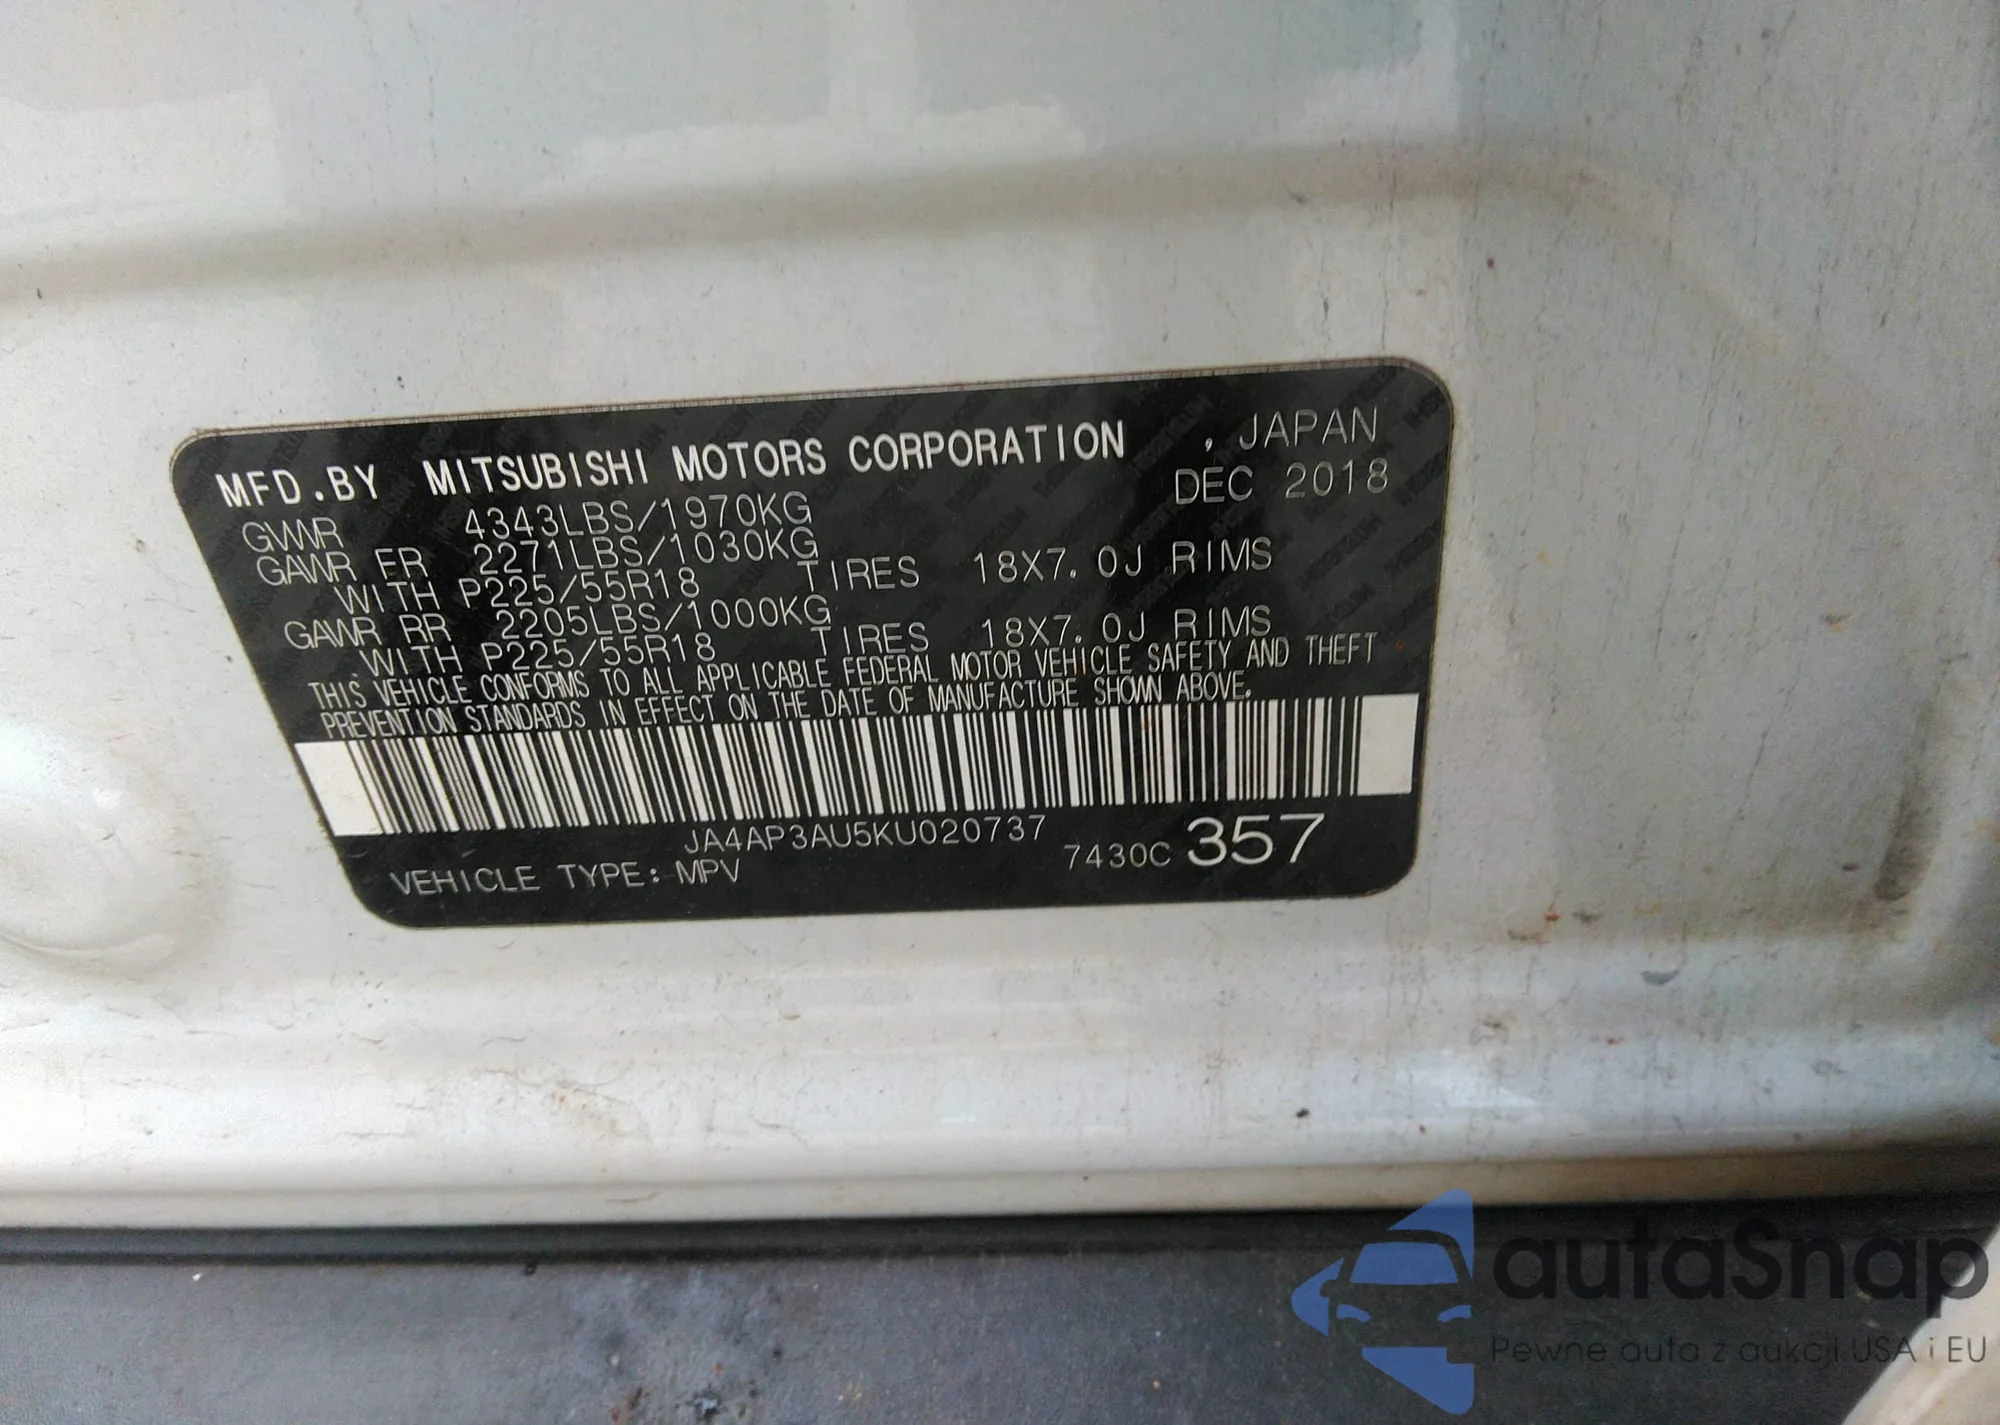 MFD.BY MITSUBISHI MOTORS CORPORATION , JAPAN
GVWR 4343LBS/1970KG DEC 2018
GAWR FR 2271LBS/1030KG
WITH P225/55R18 TIRES 18X7.0J RIMS
GAWR RR 2205LBS/1000KG
WITH P225/55R18 TIRES 18X7.0J RIMS
THIS VEHICLE CONFORMS TO ALL APPLICABLE FEDERAL MOTOR VEHICLE SAFETY AND THEFT
PREVENTION STANDARDS IN EFFECT ON THE DATE OF MANUFACTURE SHOWN ABOVE.
JA4AP3AU5KU020737
VEHICLE TYPE: MPV 7430C 357
autaSnap
Pewne auta z aukcji USA i EU